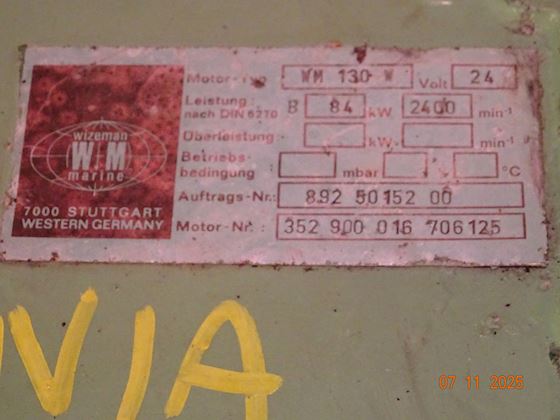 wizeman
WM
marine
7000 STUTTGART
WESTERN GERMANY
Motor-Typ WM 130 W Volt 24
Leistung: B 84 kW 2400 min-1
nach DIN 6270
Überleistung: kW- min-1
Betriebs-
bedingung mbar °C
Auftrags-Nr.: 892 50152 00
Motor-Nr.: 352 900 016 706125
VIA
07 11 2025